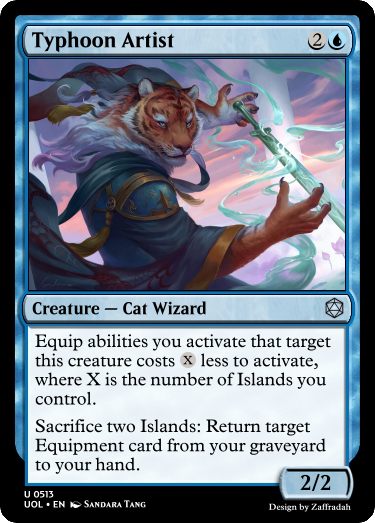 Typhoon Artist 2
Creature — Cat Wizard
Equip abilities you activate that target
this creature costs X less to activate,
where X is the number of Islands you
control.
Sacrifice two Islands: Return target
Equipment card from your graveyard
to your hand.
2/2
U 0513
UOL • EN SANDARA TANG
Design by Zaffradah